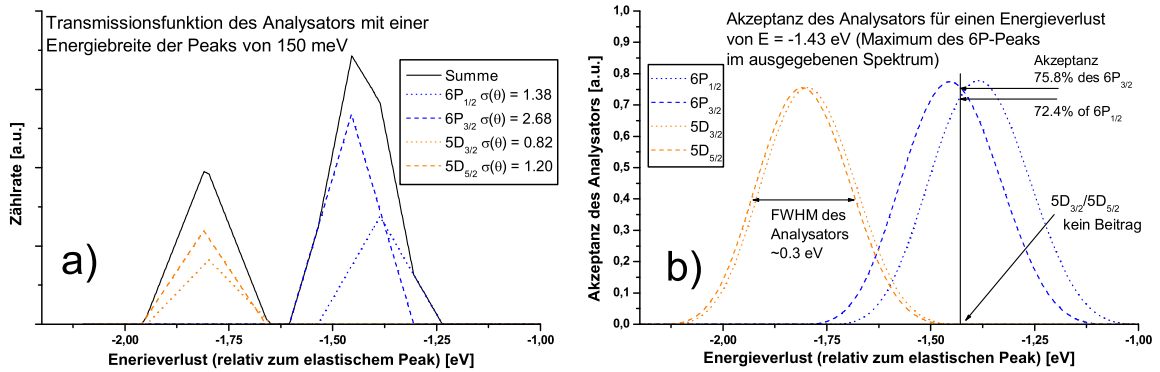 Transmissionsfunktion des Analysators mit einer
Energiebreite der Peaks von 150 meV
Summe
6P1/2 σ(θ) = 1.38
6P3/2 σ(θ) = 2.68
5D3/2 σ(θ) = 0.82
5D5/2 σ(θ) = 1.20
Zählrate [a.u.]
a)
-2,00 -1,75 -1,50 -1,25 -1,00
Enerieverlust (relativ zum elastischem Peak) [eV]
Akzeptanz des Analysators für einen Energieverlust
von E = -1.43 eV (Maximum des 6P-Peaks
im ausgegebenen Spektrum)
Akzeptanz
75.8% des 6P3/2
72.4% of 6P1/2
6P1/2
6P3/2
5D3/2
5D5/2
FWHM des
Analysators
~0.3 eV
5D3/2/5D5/2
kein Beitrag
b)
Akzeptanz des Analysators [a.u.]
1,0
0,9
0,8
0,7
0,6
0,5
0,4
0,3
0,2
0,1
0,0
-2,00 -1,75 -1,50 -1,25 -1,00
Energieverlust (relativ zum elastischem Peak) [eV]